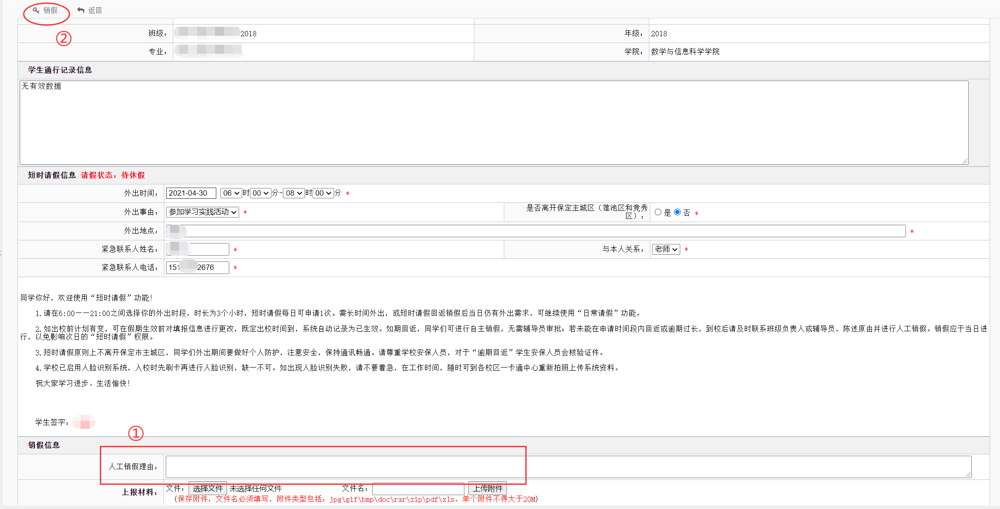 销假 返回
②
班级： 2018 年级： 2018
专业： 学院： 数学与信息科学学院
学生通行记录信息
无有效数据
短时请假信息 请假状态：待休假
外出时间： 2021-04-30 06 时 00 分-08 时 00 分 *
外出事由： 参加学习实践活动 * 是否离开保定主城区（莲池区和竞秀
区）： 是 否 *
外出地点： *
紧急联系人姓名： * 与本人关系： 老师 *
紧急联系人电话： 151 2676 *
同学你好，欢迎使用“短时请假”功能！
1.请在6:00——21:00之间选择你的外出时段，时长为3个小时，短时请假每日可申请1次。需长时间外出，或短时请假回返销假后当日仍有外出需求，可继续使用“日常请假”功能。
2.如出校前计划有变，可在假期生效前对填报信息进行更改，既定出校时间到，系统自动记录为已生效。如期回返，同学们可进行自主销假，无需辅导员审批；若未能在申请时间段内回返或逾期过长，到校后请及时联系班级负责人或辅导员，陈述原由并进行人工销假。销假应于当日进
行，以免影响次日的“短时请假”权限。
3.短时请假原则上不离开保定市主城区，同学们外出期间要做好个人防护，注意安全，保持通讯畅通。请尊重学校安保人员，对于“逾期回返”学生安保人员会核验证件。
4.学校已启用人脸识别系统，入校时先刷卡再进行人脸识别，缺一不可。如出现人脸识别失败，请不要着急，在工作时间，随时可到各校区一卡通中心重新拍照上传系统资料。
祝大家学习进步、生活愉快！
学生签字：
①
销假信息
人工销假理由：
上报材料： 文件： 选择文件 未选择任何文件 文件名： 上传附件
(保存附件，文件名必须填写，附件类型包括：jpg\gif\bmp\doc\rar\zip\pdf\xls，单个附件不得大于20M)